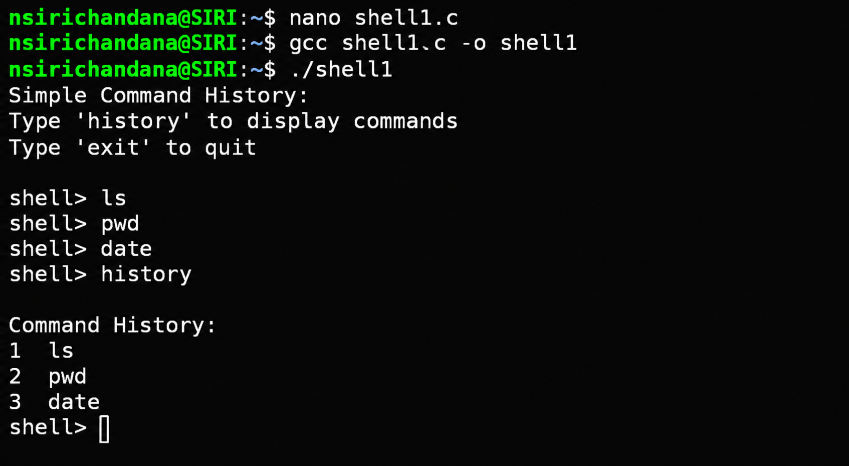 nsirichandana@SIRI:~$ nano shell1.c
nsirichandana@SIRI:~$ gcc shell1.c -o shell1
nsirichandana@SIRI:~$ ./shell1
Simple Command History:
Type 'history' to display commands
Type 'exit' to quit
shell> ls
shell> pwd
shell> date
shell> history
Command History:
1  ls
2  pwd
3  date
shell>